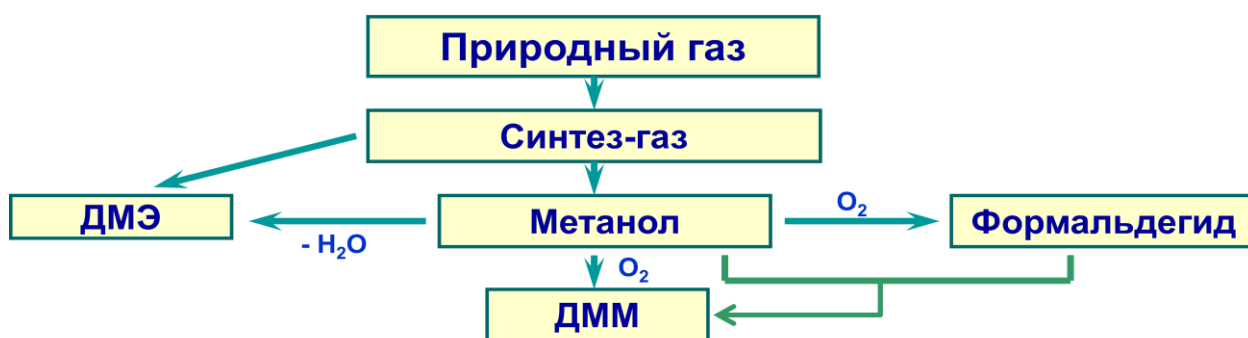 Природный газ
Синтез-газ
ДМЭ
Метанол
O₂
Формальдегид
- H₂O
O₂
ДММ